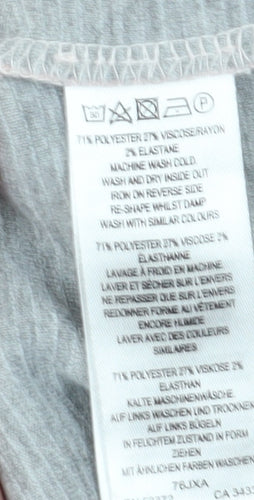 71% POLYESTER 27% VISCOSE/RAYON
2% ELASTANE
MACHINE WASH COLD
WASH AND DRY INSIDE OUT
IRON ON REVERSE SIDE
RE-SHAPE WHILST DAMP
WASH WITH SIMILAR COLOURS
71% POLYESTER 27% VISCOSE 2%
ELASTHANNE
LAVAGE À FROID EN MACHINE
LAVER ET SÉCHER SUR L'ENVERS
NE REPASSER QUE SUR L'ENVERS
REDONNER FORME AU VÊTEMENT
ENCORE HUMIDE
LAVER AVEC DES COULEURS
SIMILAIRES
71% POLYESTER 27% VISKOSE 2%
ELASTHAN
KALTE MASCHINENWÄSCHE
AUF LINKS WASCHEN UND TROCKNEN
AUF LINKS BÜGELN
IN FEUCHTEM ZUSTAND IN FORM
ZIEHEN
MIT ÄHNLICHEN FARBEN WASCHEN
76JXA
CA 343